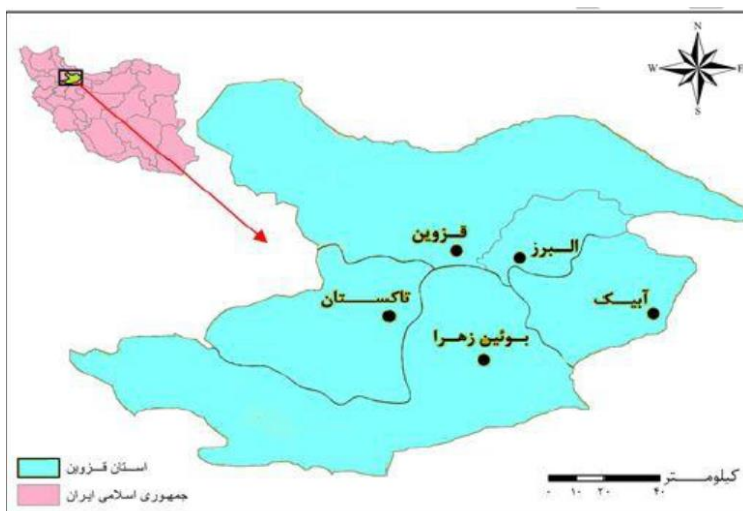 N
W
E
S
قزوین
البرز
تاکستان
آبیک
بوئین زهرا
استان قزوین
جمهوری اسلامی ایران
کیلومتر
۰ ۱۰ ۲۰ ۴۰